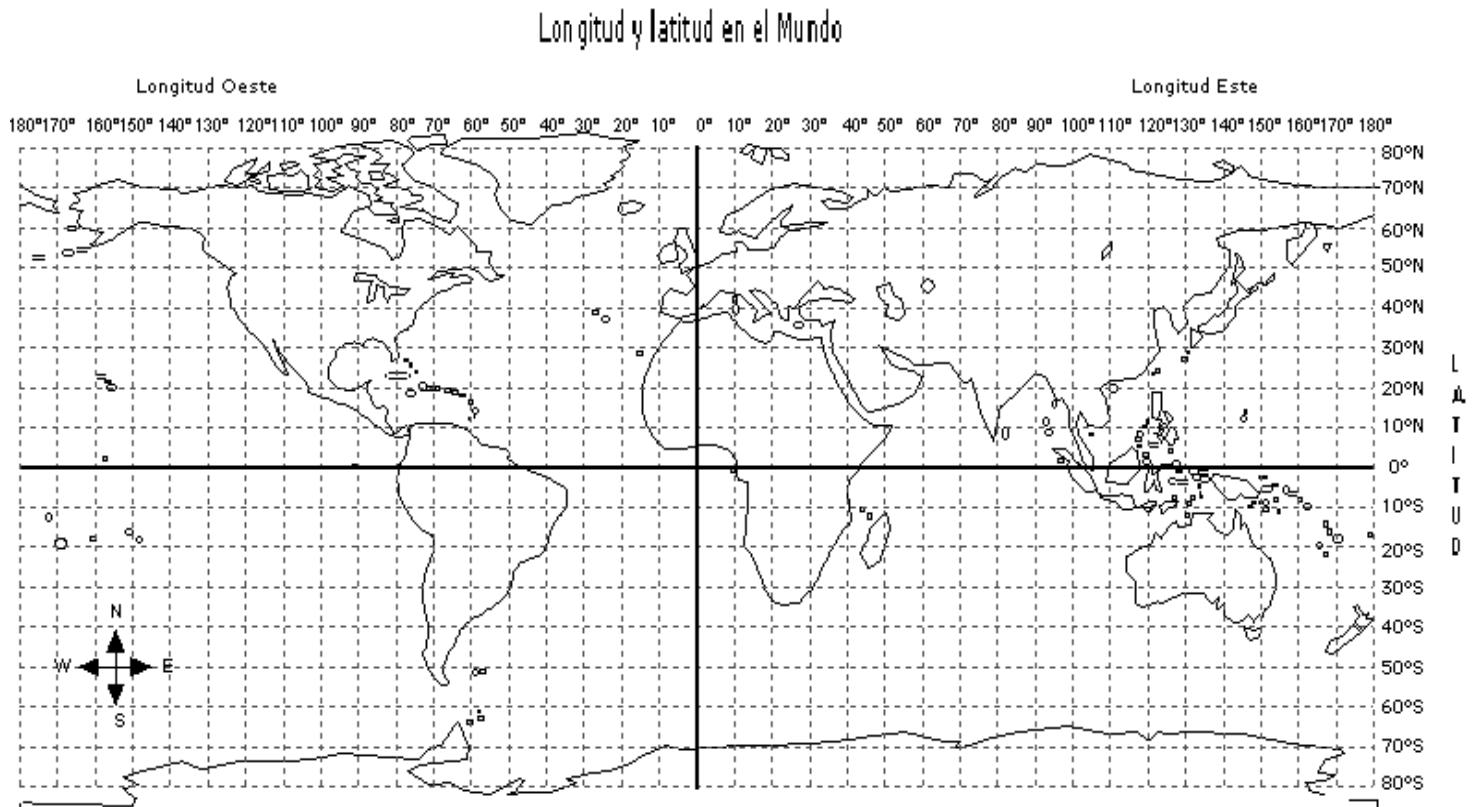 Longitud y latitud en el Mundo
Longitud Oeste
Longitud Este
180° 170° 160° 150° 140° 130° 120° 110° 100° 90° 80° 70° 60° 50° 40° 30° 20° 10° 0° 10° 20° 30° 40° 50° 60° 70° 80° 90° 100° 110° 120° 130° 140° 150° 160° 170° 180°
80°N
70°N
60°N
50°N
40°N
30°N
20°N
10°N
0°
10°S
20°S
30°S
40°S
50°S
60°S
70°S
80°S
LATITUD
N
W E
S